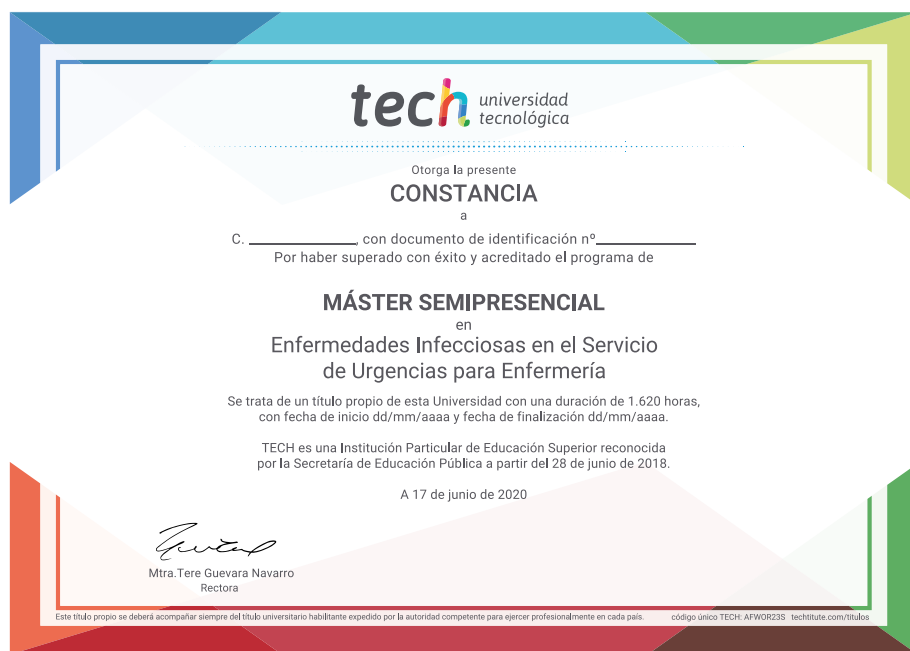 tech universidad
tecnológica
Otorga la presente
CONSTANCIA
a
C. ____________, con documento de identificación nº____________
Por haber superado con éxito y acreditado el programa de
MÁSTER SEMIPRESENCIAL
en
Enfermedades Infecciosas en el Servicio
de Urgencias para Enfermería
Se trata de un título propio de esta Universidad con una duración de 1.620 horas,
con fecha de inicio dd/mm/aaaa y fecha de finalización dd/mm/aaaa.
TECH es una Institución Particular de Educación Superior reconocida
por la Secretaría de Educación Pública a partir del 28 de junio de 2018.
A 17 de junio de 2020
Mtra.Tere Guevara Navarro
Rectora
Este título propio se deberá acompañar siempre del título universitario habilitante expedido por la autoridad competente para ejercer profesionalmente en cada país. código único TECH: AFWOR23S techtitute.com/titulos